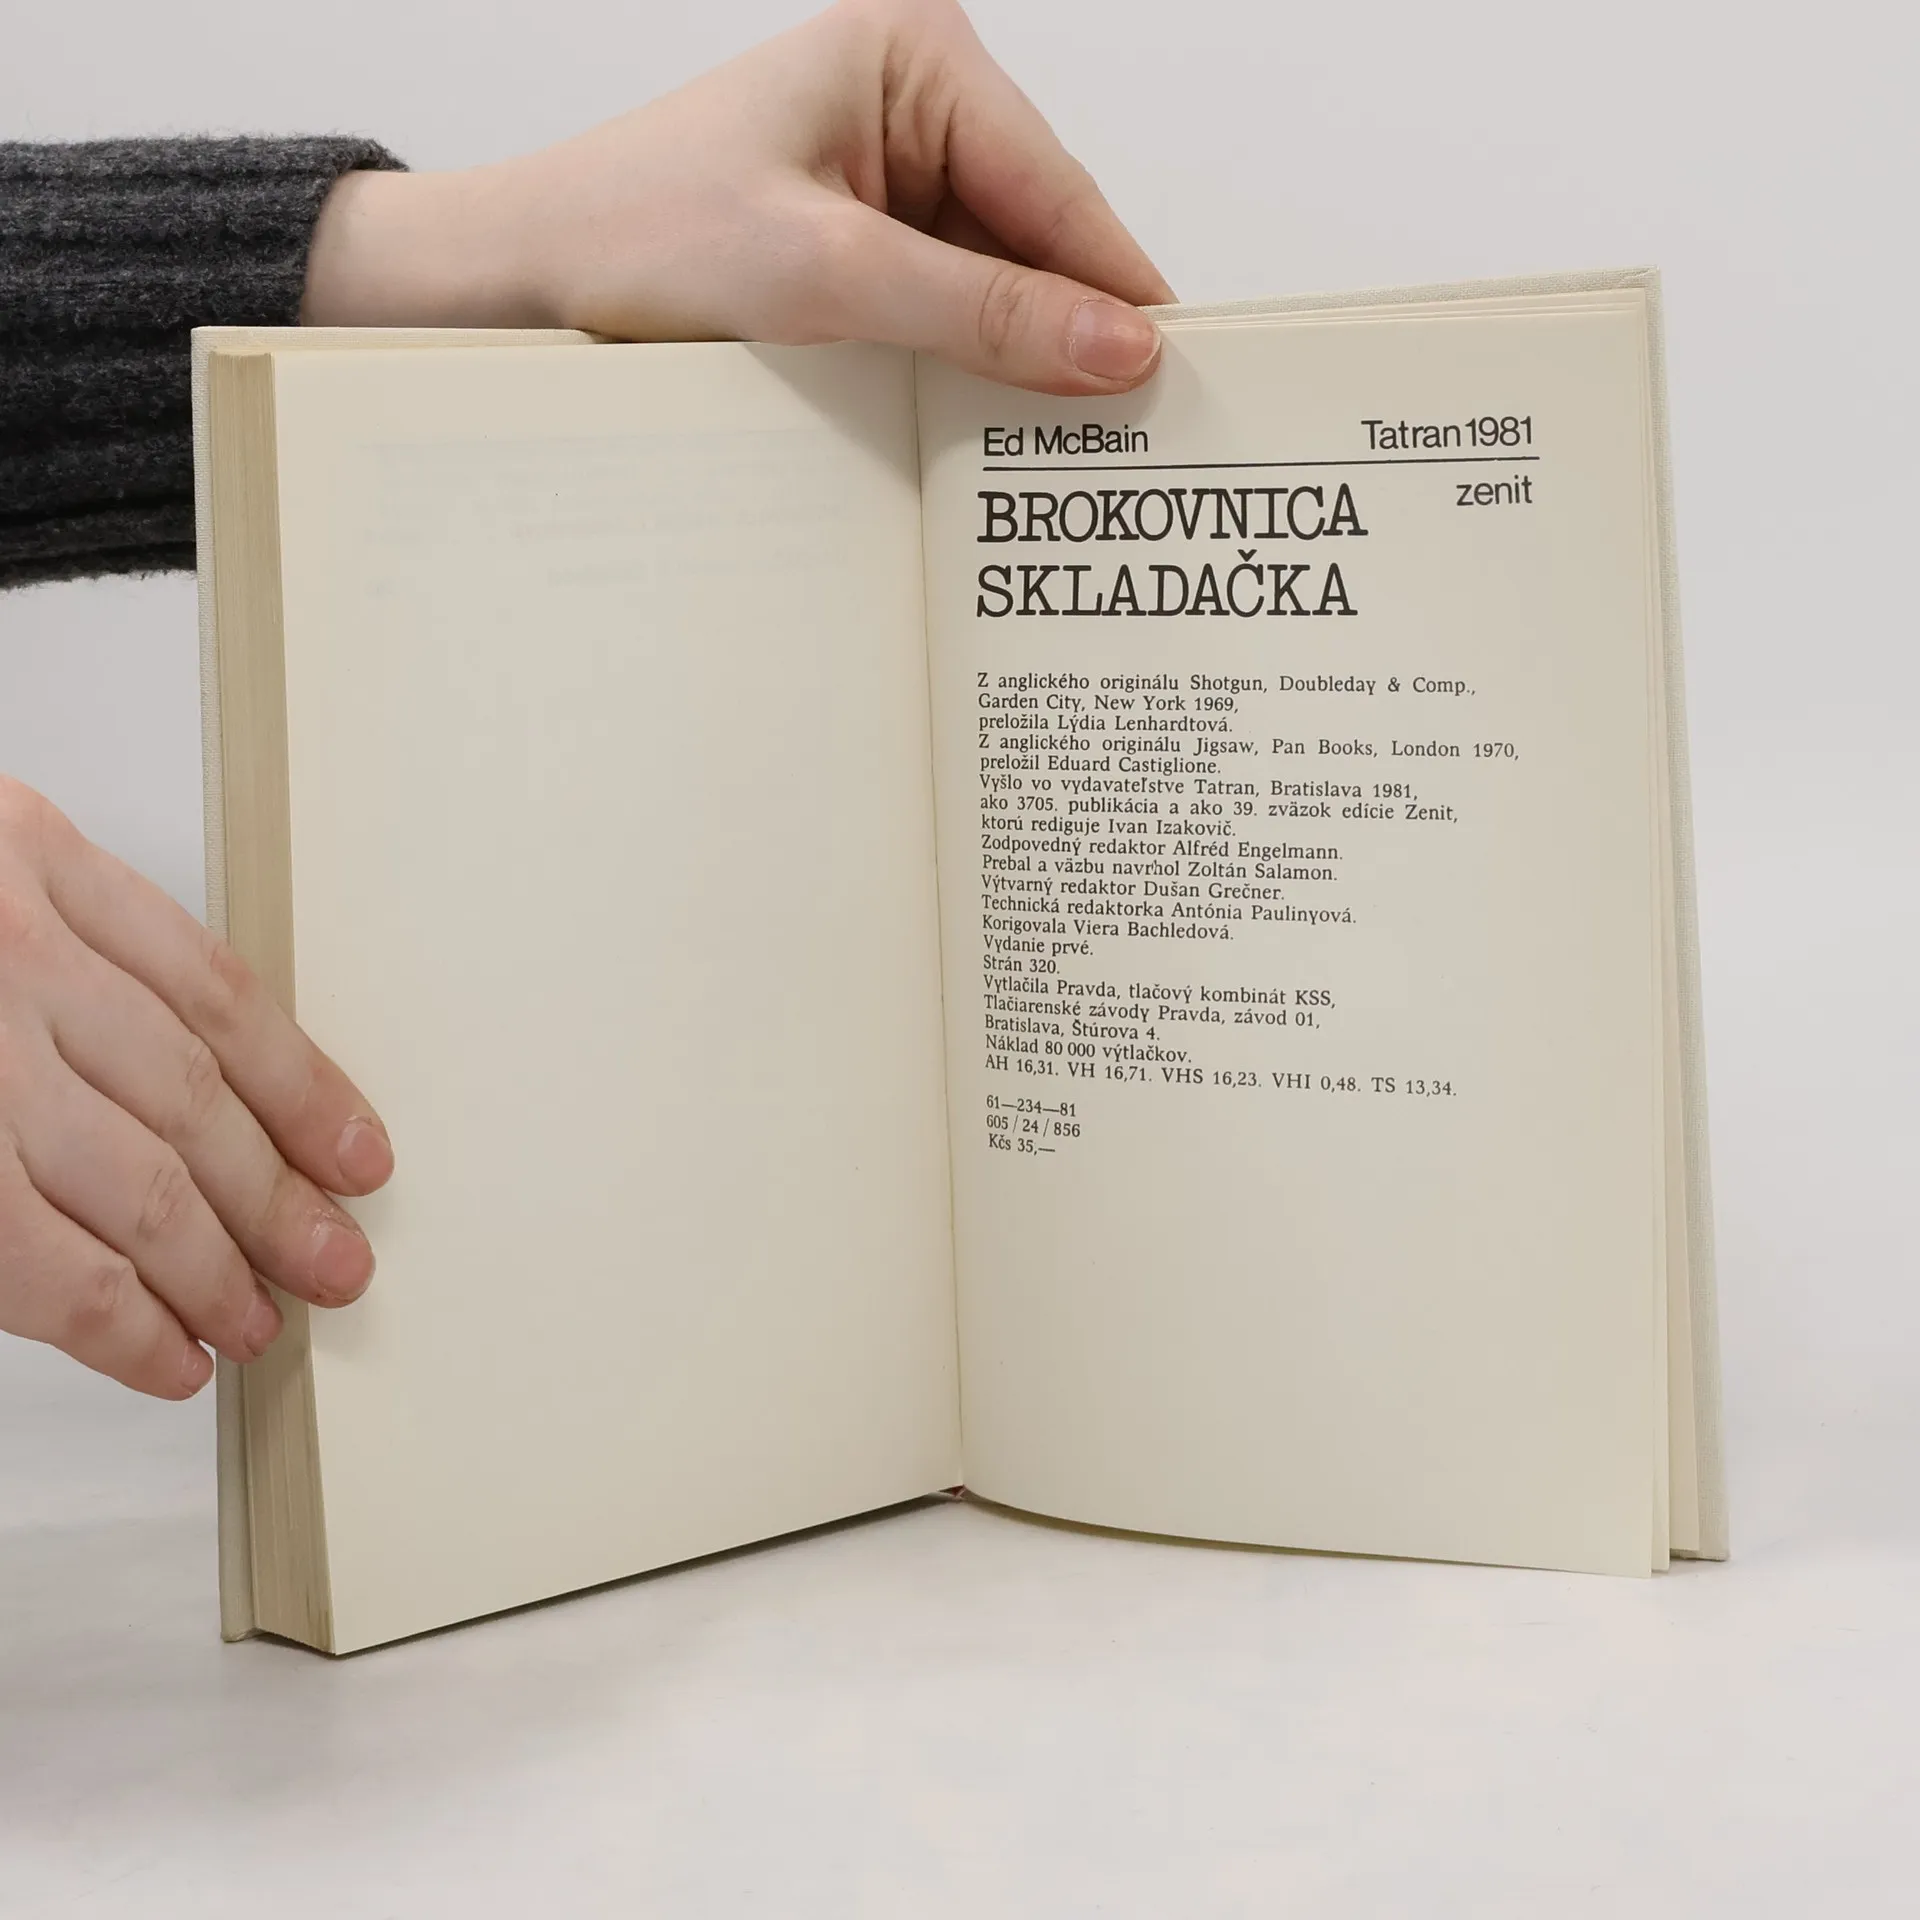 Ed McBain Tatran 1981
zenit
BROKOVNICA
SKLADAČKA
Z anglického originálu Shotgun, Doubleday & Comp.,
Garden City, New York 1969,
preložila Lýdia Lenhardtová.
Z anglického originálu Jigsaw, Pan Books, London 1970,
preložil Eduard Castiglione.
Vyšlo vo vydavateľstve Tatran, Bratislava 1981,
ako 3705. publikácia a ako 39. zväzok edície Zenit,
ktorú rediguje Ivan Izakovič.
Zodpovedný redaktor Alfréd Engelmann.
Prebal a väzbu navrhol Zoltán Salamon.
Výtvarný redaktor Dušan Grečner.
Technická redaktorka Antónia Paulinyová.
Korigovala Viera Bachledová.
Vydanie prvé.
Strán 320.
Vytlačila Pravda, tlačový kombinát KSS,
Tlačiarenské závody Pravda, závod 01,
Bratislava, Štúrova 4.
Náklad 80 000 výtlačkov.
AH 16,31. VH 16,71. VHS 16,23. VHI 0,48. TS 13,34.
61—234—81
605 / 24 / 856
Kčs 35,—